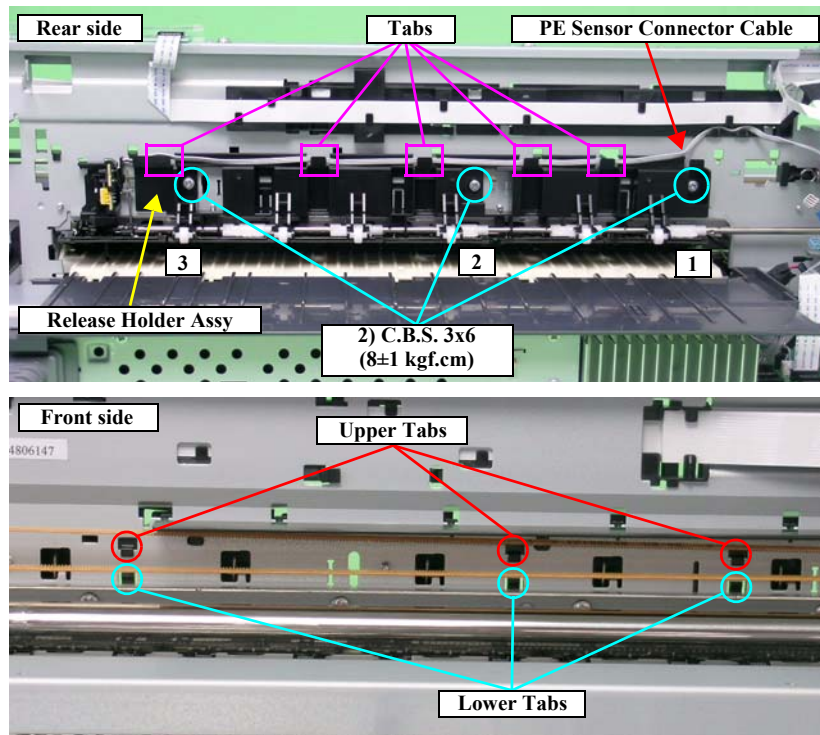 Rear side
Tabs
PE Sensor Connector Cable
3
2
1
Release Holder Assy
2) C.B.S. 3x6
(8±1 kgf.cm)
Front side
Upper Tabs
4806147
Lower Tabs